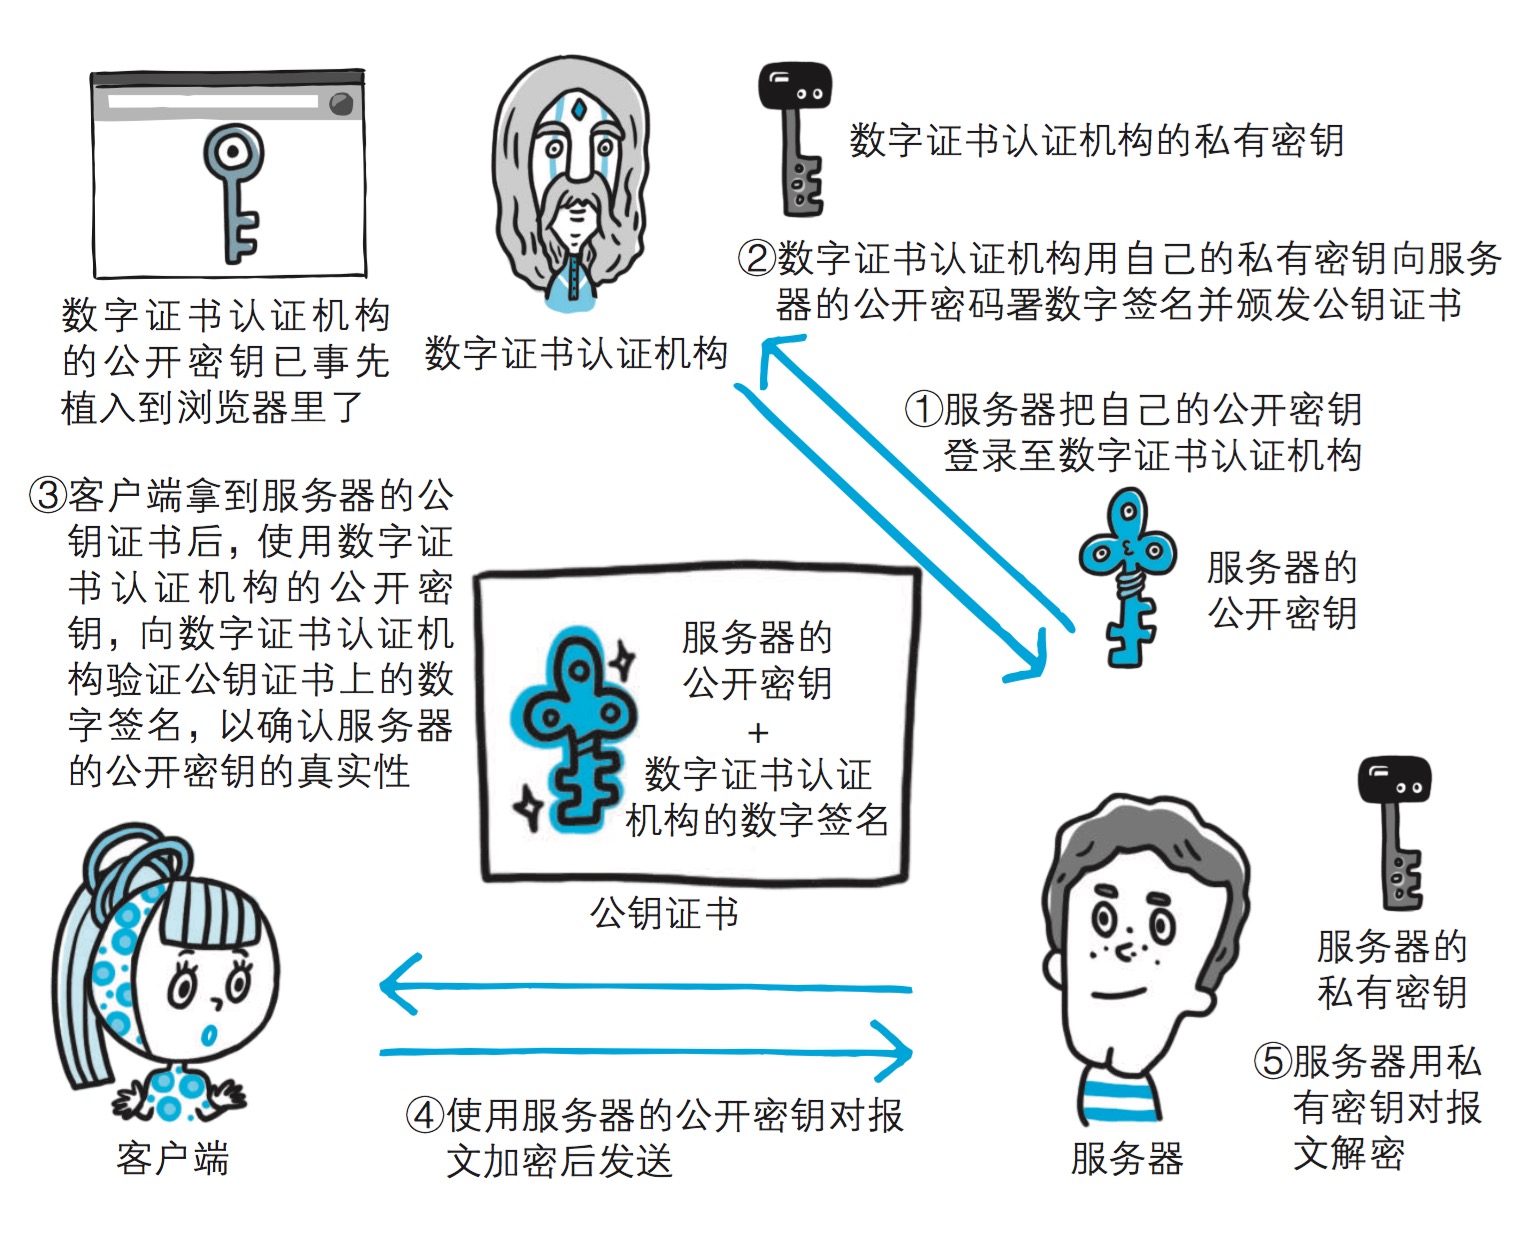 数字证书认证机构的私有密钥
②数字证书认证机构用自己的私有密钥向服务
器的公开密码署数字签名并颁发公钥证书
数字证书认证机构
的公开密钥已事先
植入到浏览器里了
数字证书认证机构
①服务器把自己的公开密钥
登录至数字证书认证机构
③客户端拿到服务器的公
钥证书后，使用数字证
书认证机构的公开密
钥，向数字证书认证机
构验证公钥证书上的数
字签名，以确认服务器
的公开密钥的真实性
服务器的
公开密钥
服务器的
公开密钥
+
数字证书认证
机构的数字签名
公钥证书
服务器的
私有密钥
⑤服务器用私
有密钥对报
文解密
④使用服务器的公开密钥对报
文加密后发送
客户端
服务器